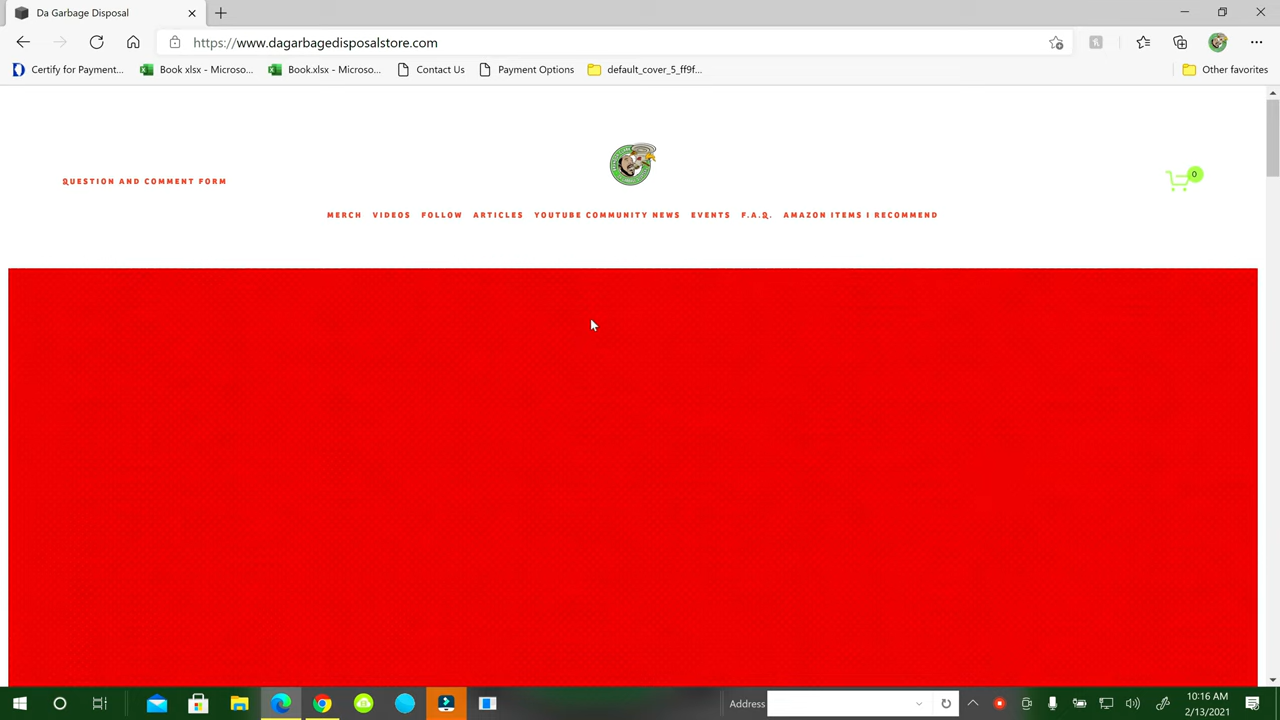 Da Garbage Disposal
https://www.dagarbagedisposalstore.com
Certify for Payment... Book xlsx - Microso... Book.xlsx - Microso... Contact Us Payment Options default_cover_5_ff9f... Other favorites
QUESTION AND COMMENT FORM
0
MERCH VIDEOS FOLLOW ARTICLES YOUTUBE COMMUNITY NEWS EVENTS F.A.Q. AMAZON ITEMS I RECOMMEND
Address
10:16 AM
2/13/2021